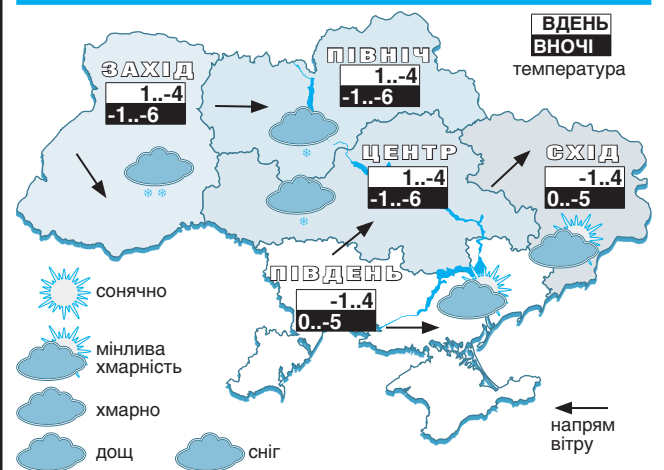 ВДЕНЬ
ВНОЧІ
температура
ЗАХІД
1..-4
-1..-6
ПІВНІЧ
1..-4
-1..-6
ЦЕНТР
1..-4
-1..-6
СХІД
-1..4
0..-5
ПІВДЕНЬ
-1..4
0..-5
сонячно
мінлива
хмарність
хмарно
дощ
сніг
напрям
вітру